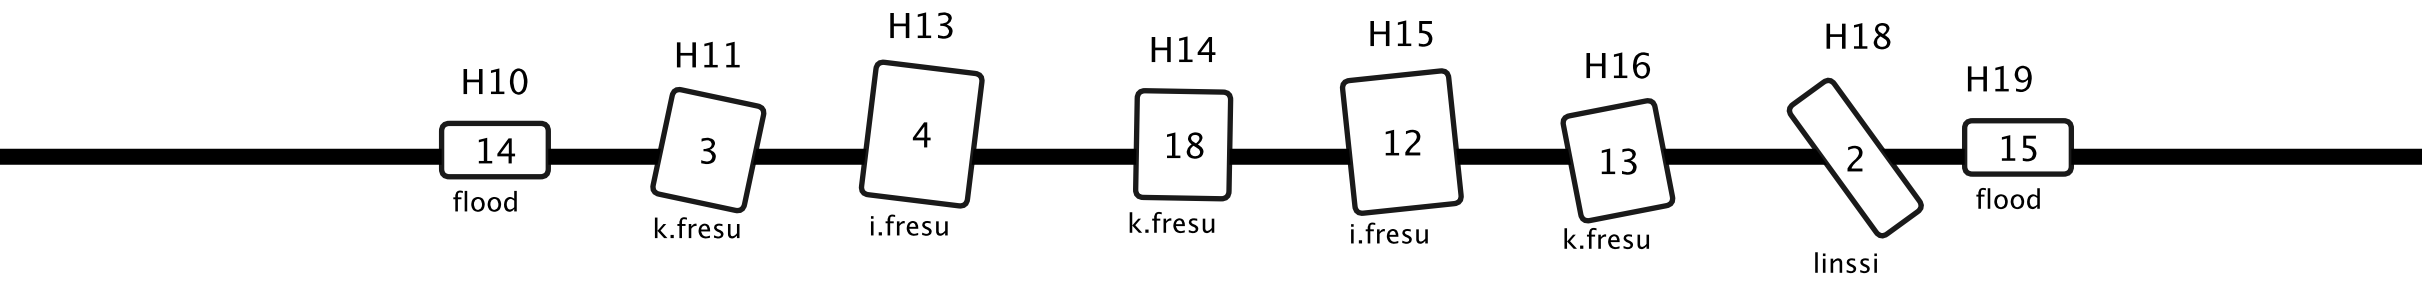 H10
14
flood
H11
3
k.fresu
H13
4
i.fresu
H14
18
k.fresu
H15
12
i.fresu
H16
13
k.fresu
H18
2
linssi
H19
15
flood